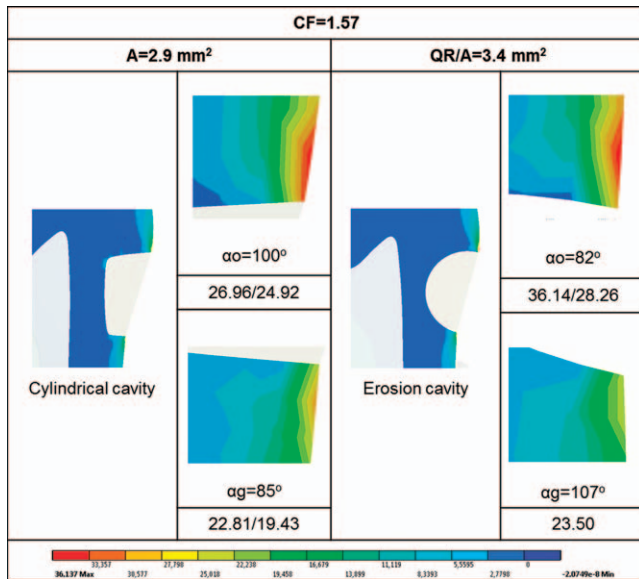 CF=1.57
A=2.9 mm²
QR/A=3.4 mm²
αo=100º
26.96/24.92
Cylindrical cavity
αg=85º
22.81/19.43
αo=82º
36.14/28.26
Erosion cavity
αg=107º
23.50
33,357 27,798 22,238 16,679 11,119 5,5595 0
36.137 Max 30,577 25,018 19,458 13,899 8,3393 2,7798 -2.0749e-8 Min